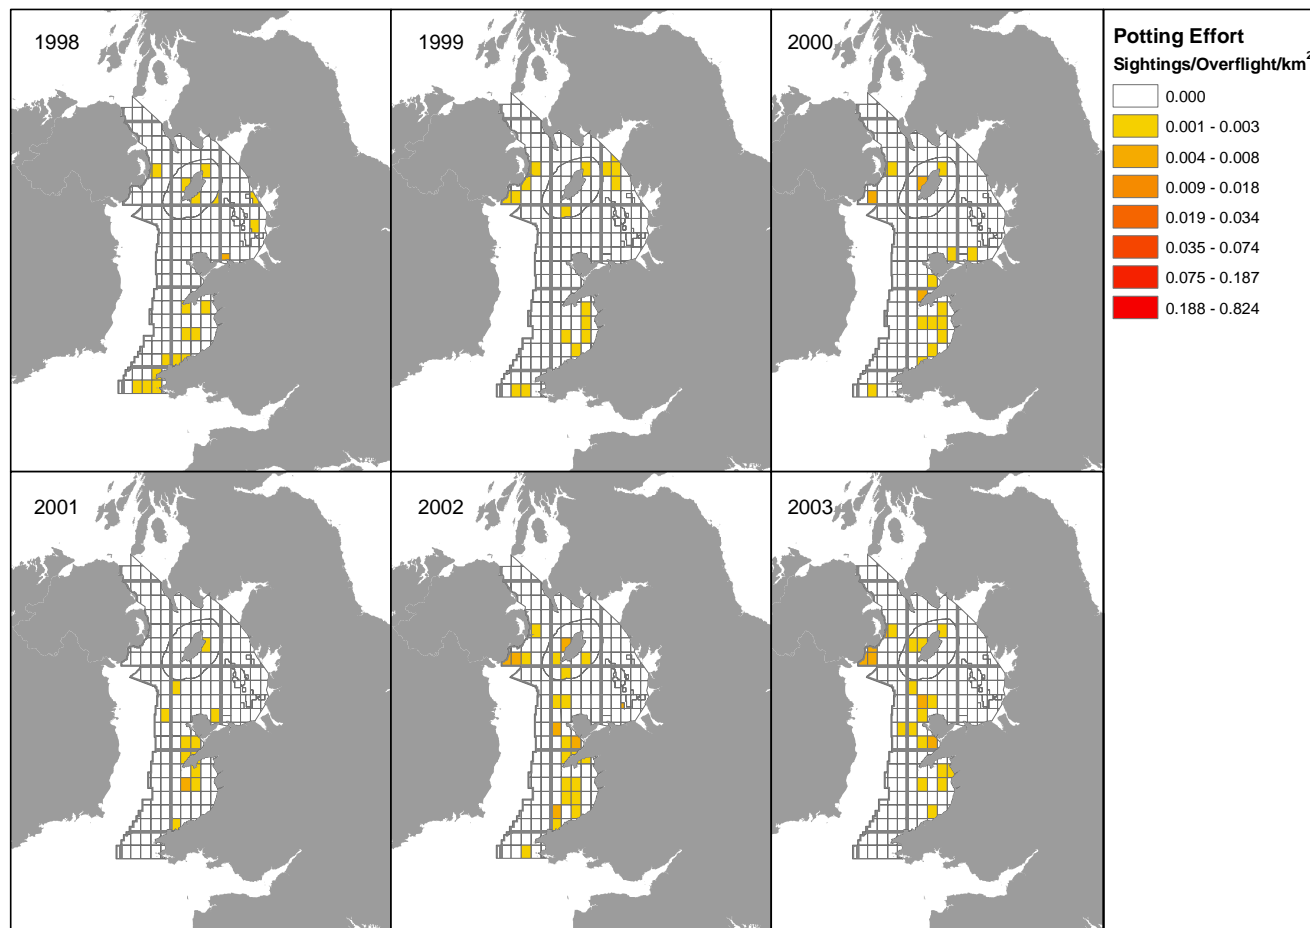 1998
1999
2000
2001
2002
2003
Potting Effort
Sightings/Overflight/km²
0.000
0.001 - 0.003
0.004 - 0.008
0.009 - 0.018
0.019 - 0.034
0.035 - 0.074
0.075 - 0.187
0.188 - 0.824